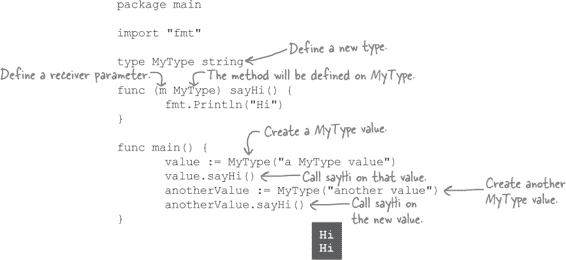 package main
import "fmt"
Define a new type.
type MyType string
Define a receiver parameter.
The method will be defined on MyType.
func (m MyType) sayHi() {
fmt.Println("Hi")
}
Create a MyType value.
func main() {
value := MyType("a MyType value")
value.sayHi()
Call sayHi on that value.
anotherValue := MyType("another value")
Create another
MyType value.
anotherValue.sayHi()
Call sayHi on
the new value.
}
Hi
Hi